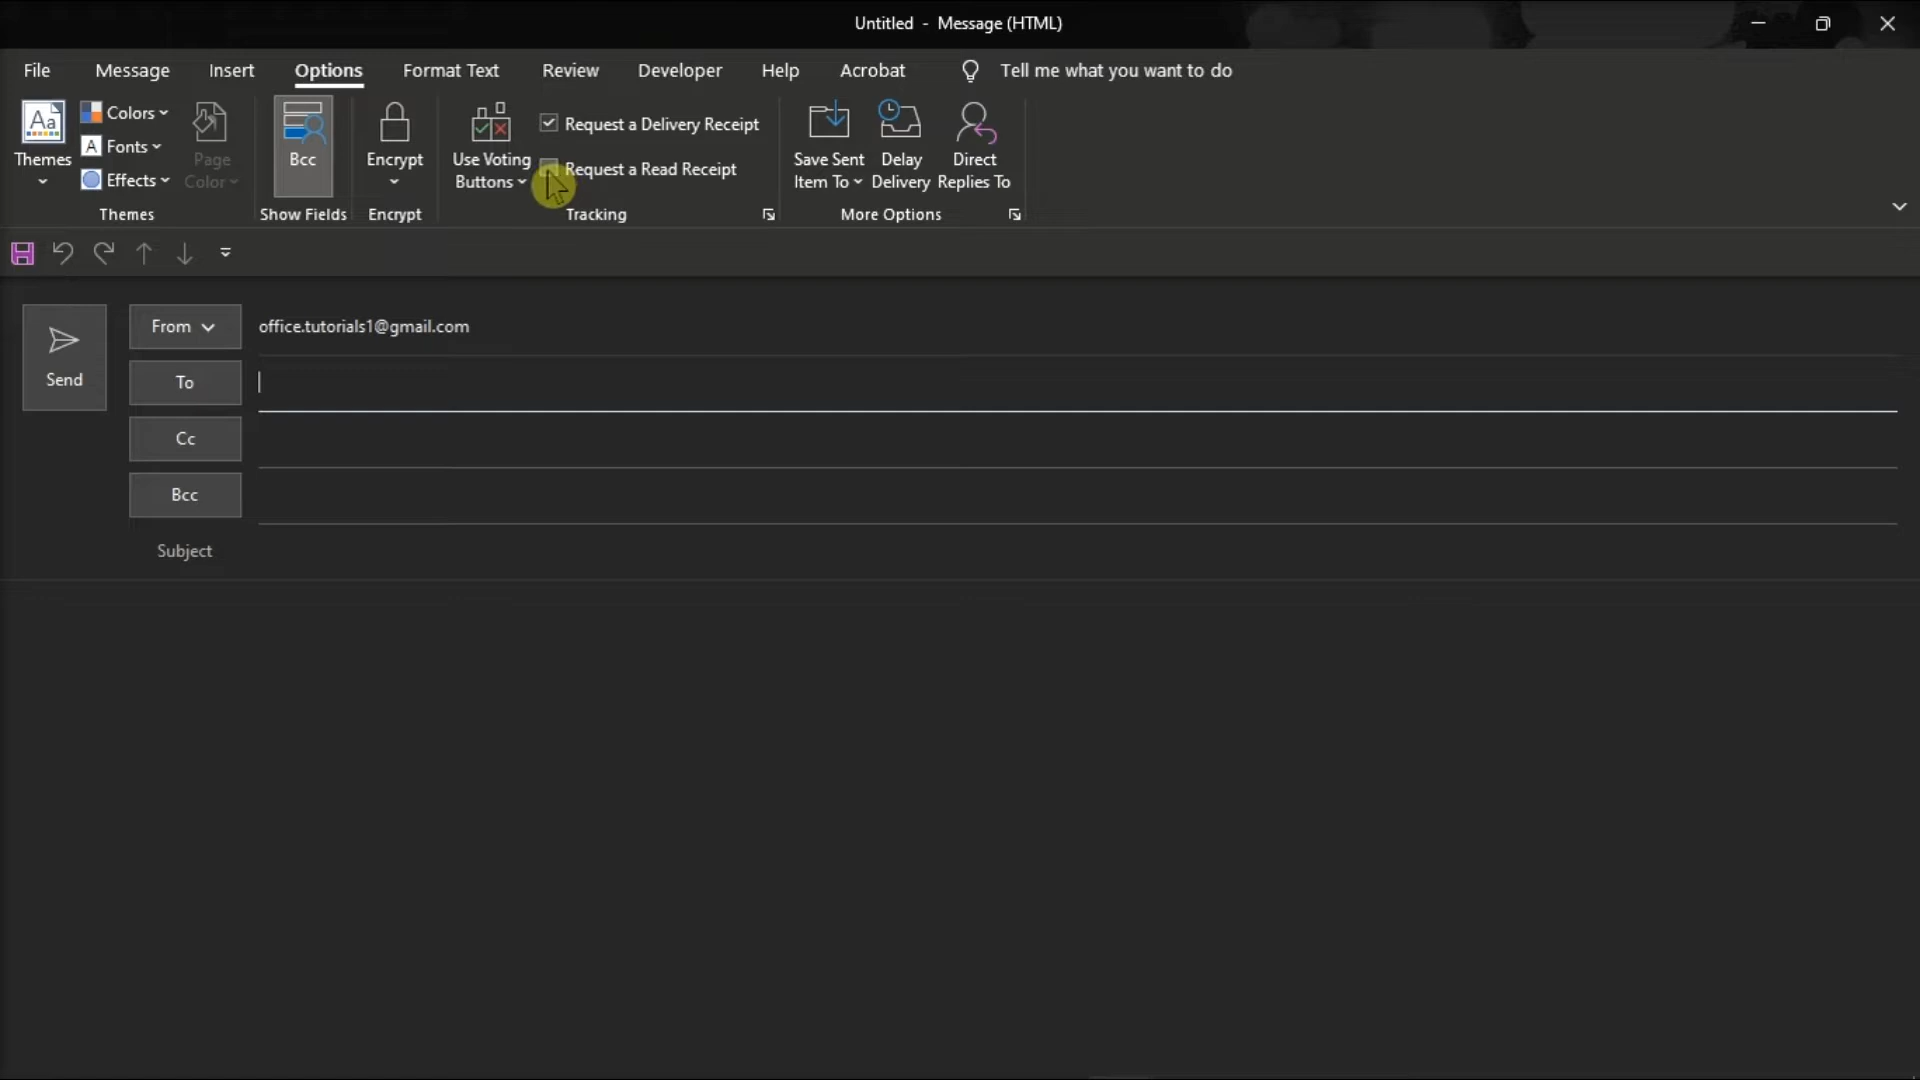 Untitled - Message (HTML)
File Message Insert Options Format Text Review Developer Help Acrobat Tell me what you want to do
Aa
Themes
Colors
A Fonts
Effects
Page
Color
Themes
Bcc
Show Fields
Encrypt
Encrypt
Use Voting
Buttons
Request a Delivery Receipt
Request a Read Receipt
Tracking
Save Sent
Item To
Delay
Delivery
Direct
Replies To
More Options
Send
From office.tutorials1@gmail.com
To
Cc
Bcc
Subject